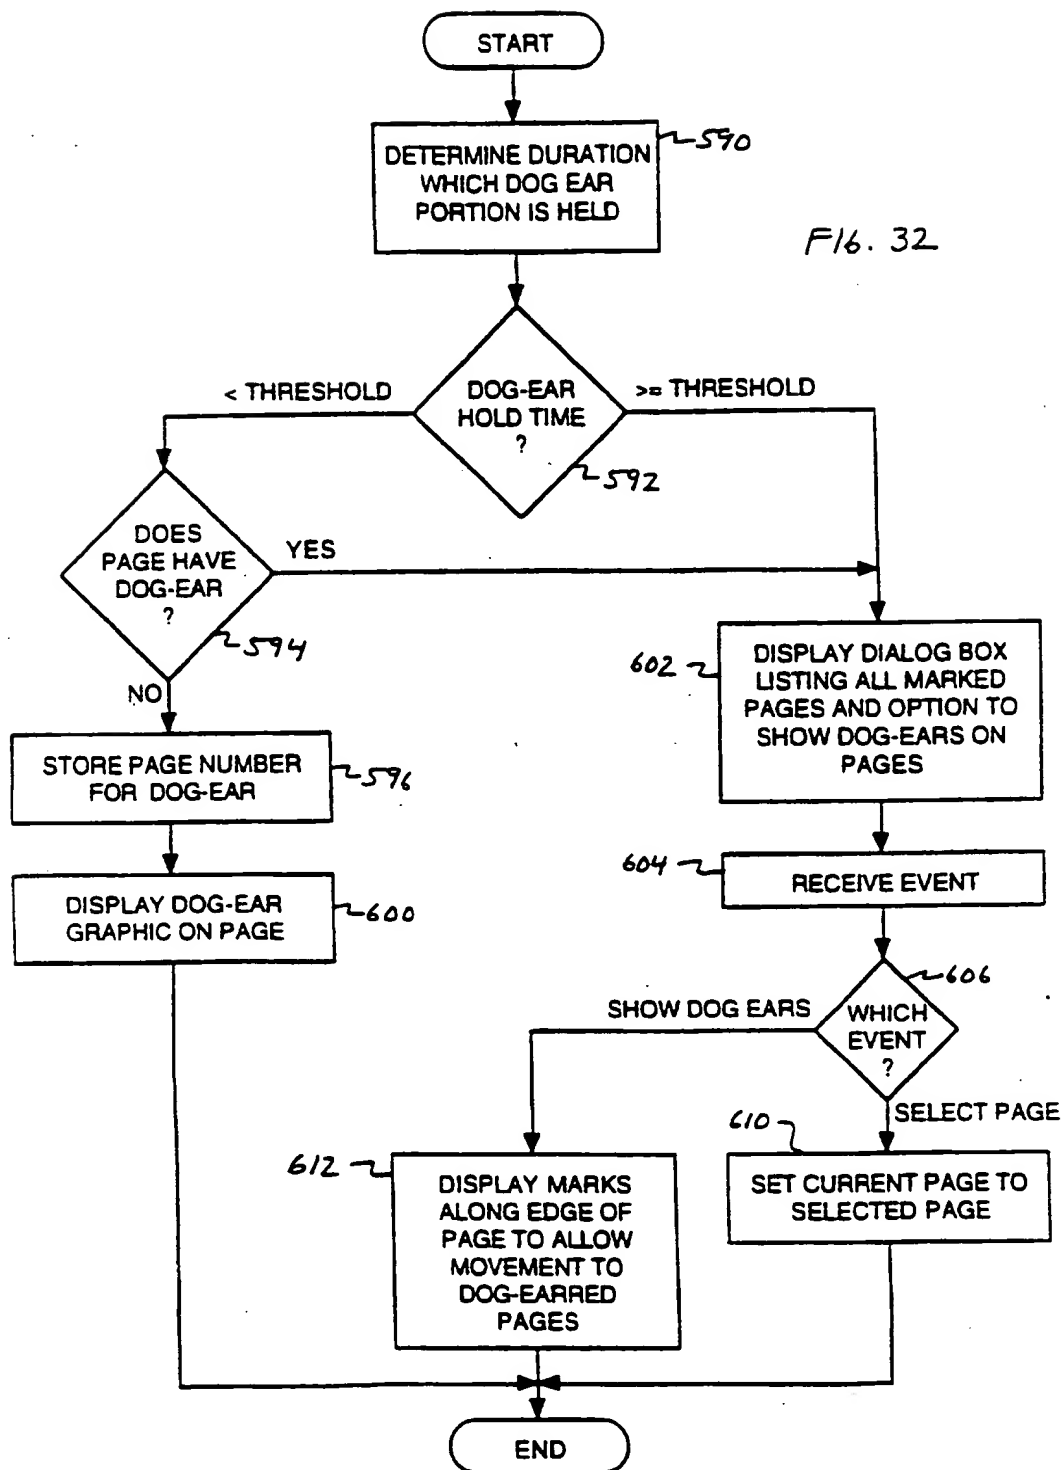 START
590
DETERMINE DURATION
WHICH DOG EAR
PORTION IS HELD
FIG. 32
< THRESHOLD
DOG-EAR
HOLD TIME
?
>= THRESHOLD
592
DOES
PAGE HAVE
DOG-EAR
?
YES
594
NO
602
DISPLAY DIALOG BOX
LISTING ALL MARKED
PAGES AND OPTION TO
SHOW DOG-EARS ON
PAGES
STORE PAGE NUMBER
FOR DOG-EAR
596
604
RECEIVE EVENT
DISPLAY DOG-EAR
GRAPHIC ON PAGE
600
606
SHOW DOG EARS
WHICH
EVENT
?
SELECT PAGE
610
612
DISPLAY MARKS
ALONG EDGE OF
PAGE TO ALLOW
MOVEMENT TO
DOG-EARRED
PAGES
SET CURRENT PAGE TO
SELECTED PAGE
END